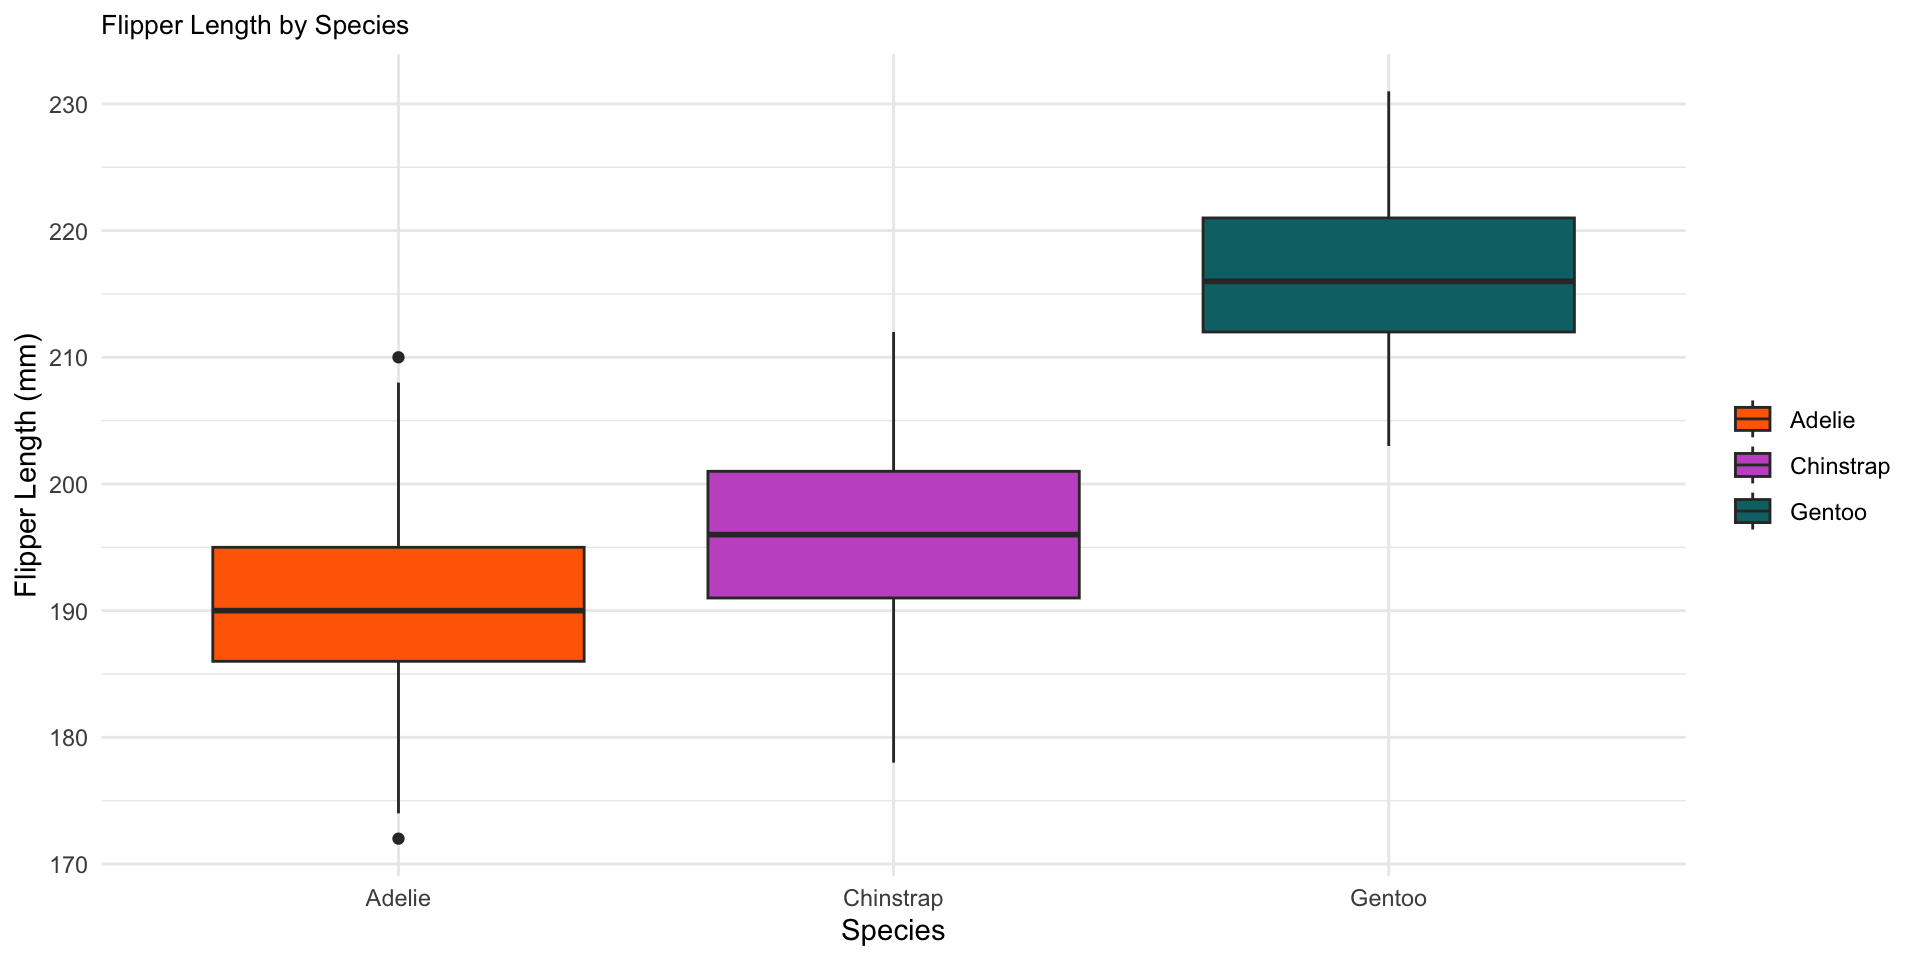 Flipper Length by Species
Flipper Length (mm)
230
220
210
200
190
180
170
Adelie
Chinstrap
Gentoo
Species
Adelie
Chinstrap
Gentoo